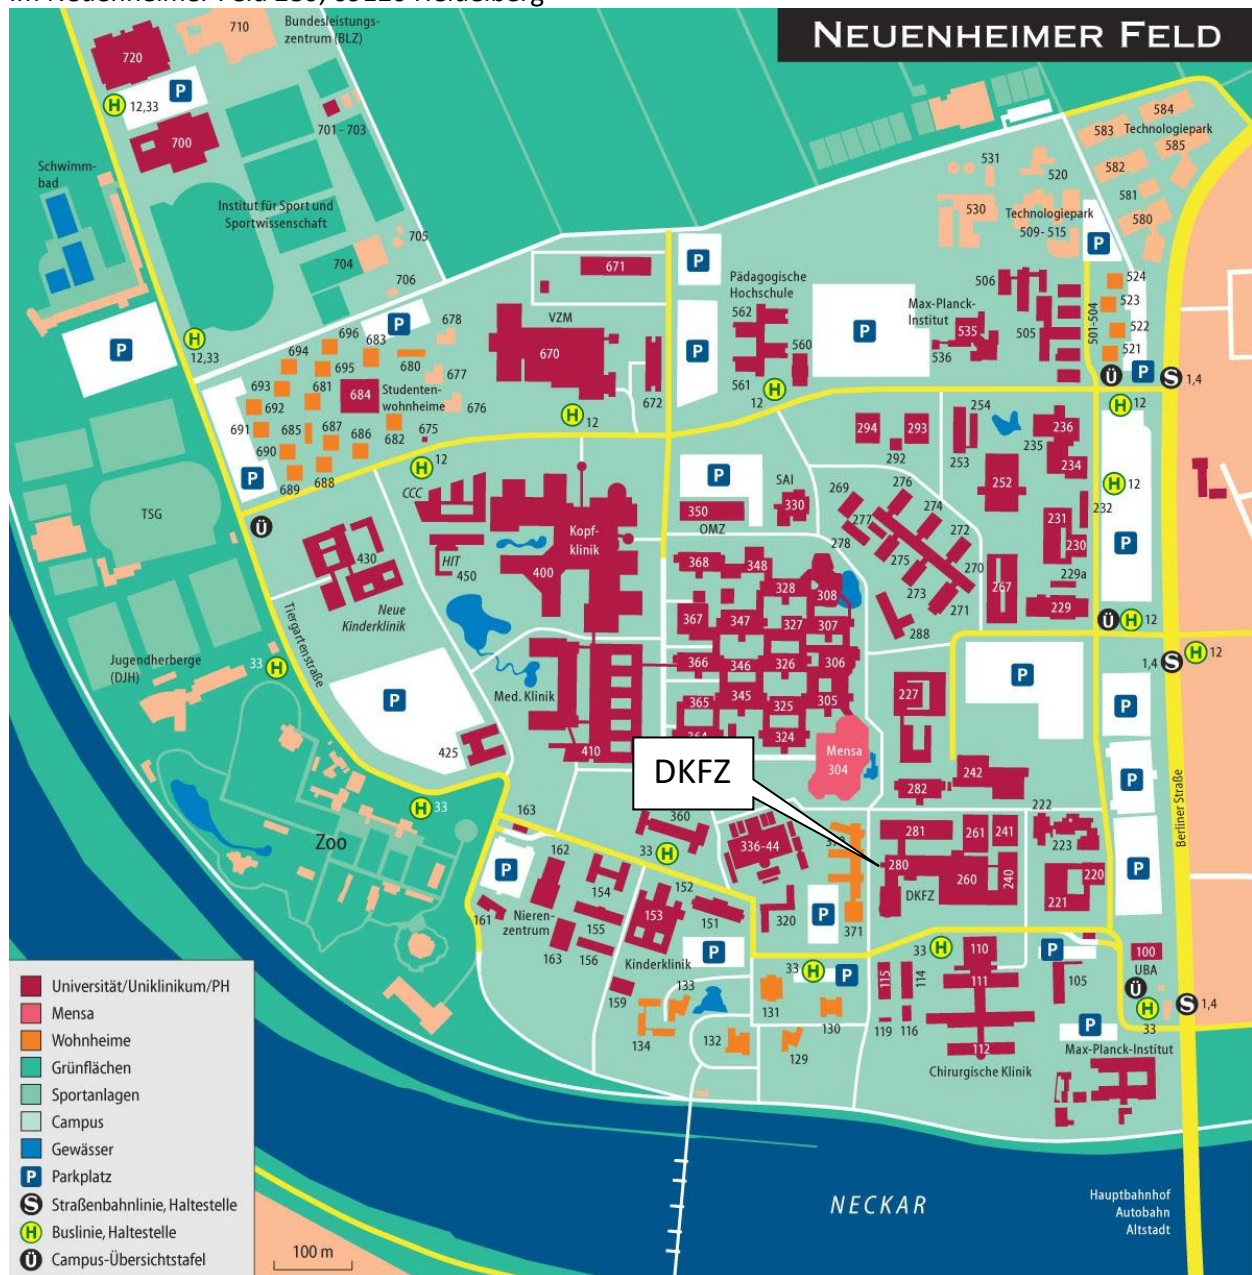 NEUENHEIMER FELD
720
710
Bundesleistungs-
zentrum (BLZ)
P
H 12,33
700
701 - 703
Schwimm-
bad
Institut für Sport und
Sportwissenschaft
704
705
706
P
H
12,33
584
583
Technologiepark
585
582
581
580
531
520
530
Technologiepark
509- 515
P
524
523
522
521
501-504
506
505
Ü
P
S 1,4
H 12
671
VZM
670
672
H 12
P
P
Pädagogische
Hochschule
562
561
560
H
12
P
Max-Planck-
Institut
535
536
P
678
696
683
694
695
680
693
681
677
692
684
Studenten-
wohnheime
676
691
685
687
682
675
690
686
689
688
P
H
12
Ü
TSG
CCC
HIT
450
Kopf-
klinik
400
430
Neue
Kinderklinik
Tiergartenstraße
P
350
OMZ
SAI
330
294
293
292
254
253
252
235
236
234
232
231
230
229a
229
267
H 12
P
Ü H 12
H 12
1,4 S
269
276
277
274
278
275
272
270
273
271
288
368
348
328
308
367
347
327
307
366
346
326
306
365
345
325
305
324
Mensa
304
Jugendherberge
(DJH)
33 H
P
425
Med. Klinik
410
P
P
227
242
282
DKFZ
P
P
Berliner Straße
H 33
Zoo
163
P
162
161
154
155
Nieren-
zentrum
163
156
360
33 H
152
153
151
Kinderklinik
P
159
133
134
132
336-44
320
P
371
281
261
241
280
260
240
DKFZ
222
223
220
221
33 H
110
111
112
Chirurgische Klinik
33 H
P
131
130
129
115
114
119
116
P
105
P
100
UBA
Ü
H
33
S 1,4
Max-Planck-Institut
Universität/Uniklinikum/PH
Mensa
Wohnheime
Grünflächen
Sportanlagen
Campus
Gewässer
P Parkplatz
S Straßenbahnlinie, Haltestelle
H Buslinie, Haltestelle
Ü Campus-Übersichtstafel
100 m
NECKAR
Hauptbahnhof
Autobahn
Altstadt